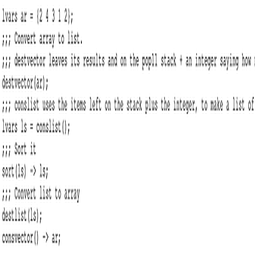 lvars ar = {2 4 3 1 2};
;;; Convert array to list.
;;; destvector leaves its results and on the pop11 stack + an integer saying how
destvector(ar);
;;; conslist uses the items left on the stack plus the integer, to make a list of
lvars ls = conslist();
;;; Sort it
sort(ls) -> ls;
;;; Convert list to array
destlist(ls);
consvector() -> ar;